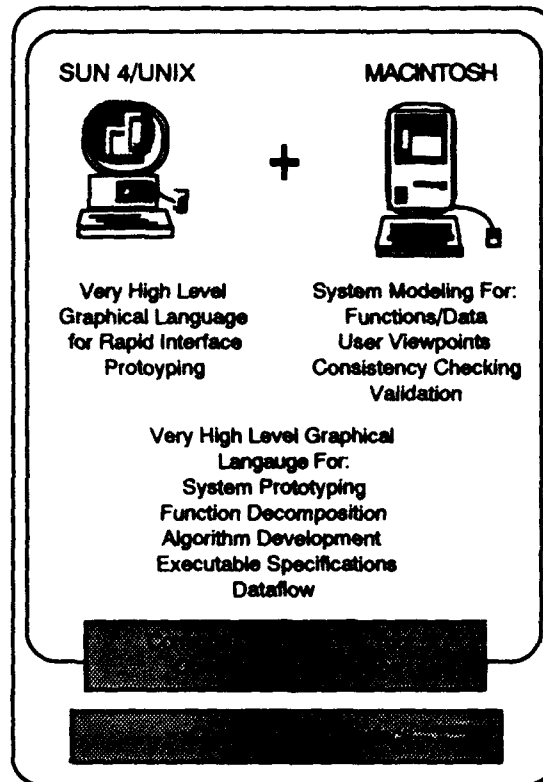 SUN 4/UNIX
MACINTOSH
+
Very High Level
Graphical Language
for Rapid Interface
Protoyping
System Modeling For:
Functions/Data
User Viewpoints
Consistency Checking
Validation
Very High Level Graphical
Langauge For:
System Prototyping
Function Decomposition
Algorithm Development
Executable Specifications
Dataflow